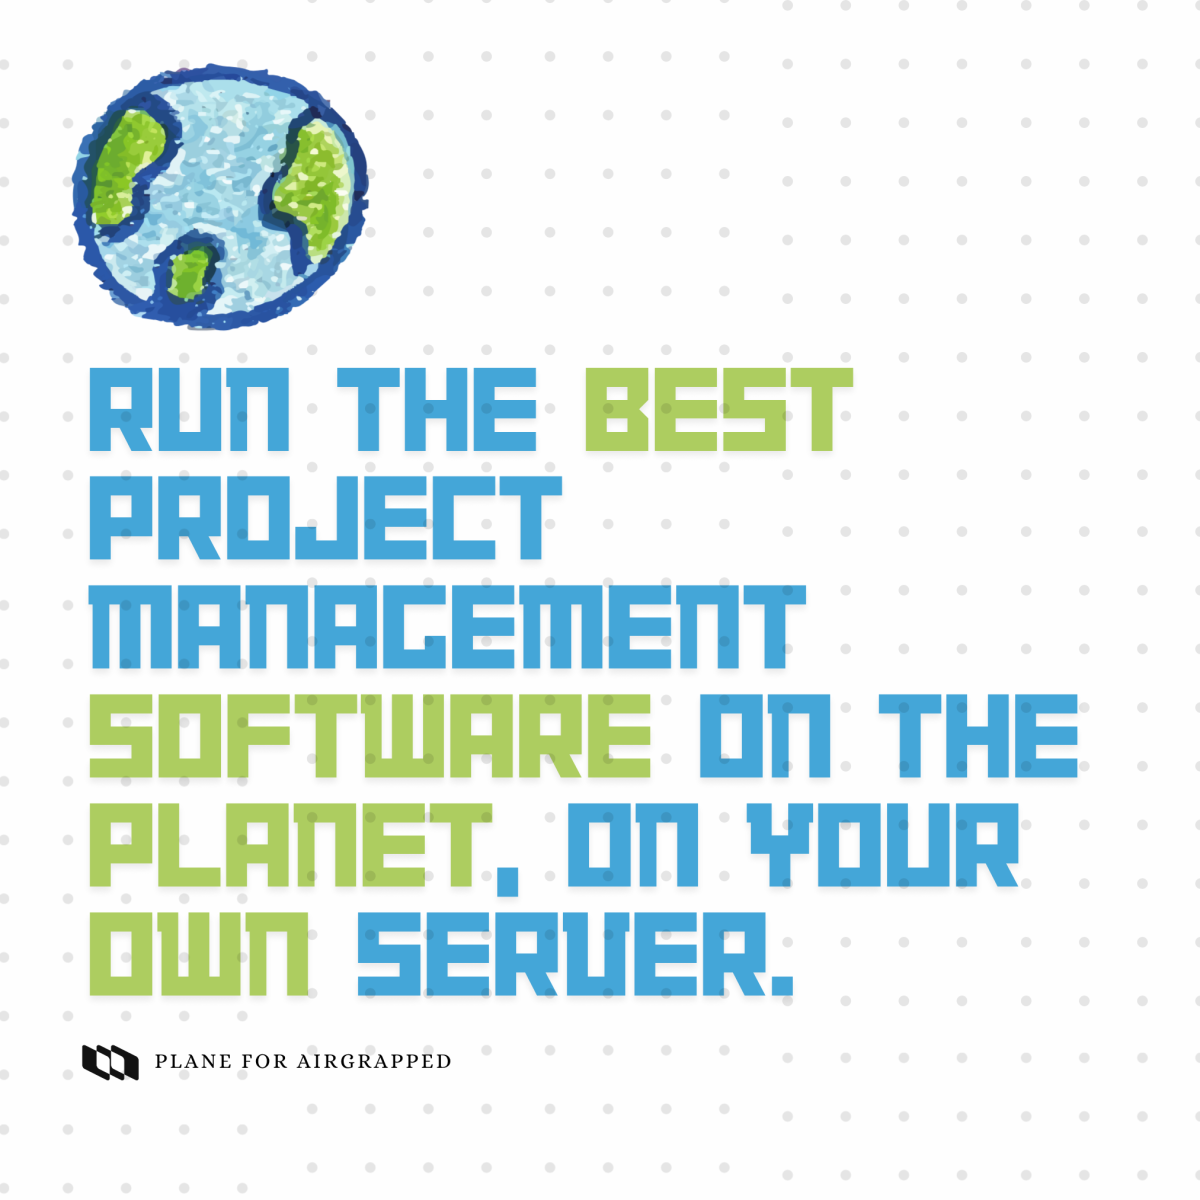 RUN THE BEST
PROJECT
MANAGEMENT
SOFTWARE ON THE
PLANET, ON YOUR
OWN SERVER.
PLANE FOR AIRGRAPPED